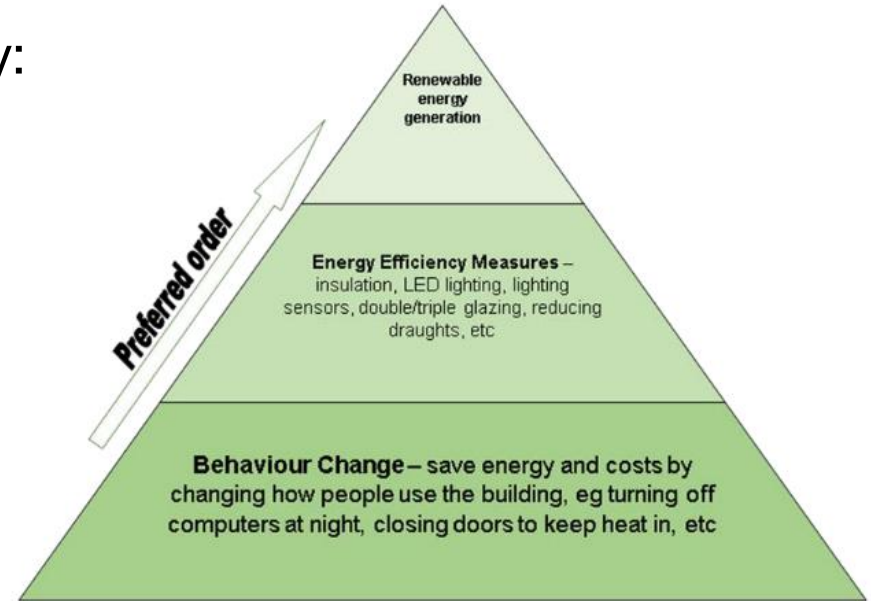 y:
Renewable
energy
generation
Preferred order
Energy Efficiency Measures –
insulation, LED lighting, lighting
sensors, double/triple glazing, reducing
draughts, etc
Behaviour Change – save energy and costs by
changing how people use the building, eg turning off
computers at night, closing doors to keep heat in, etc